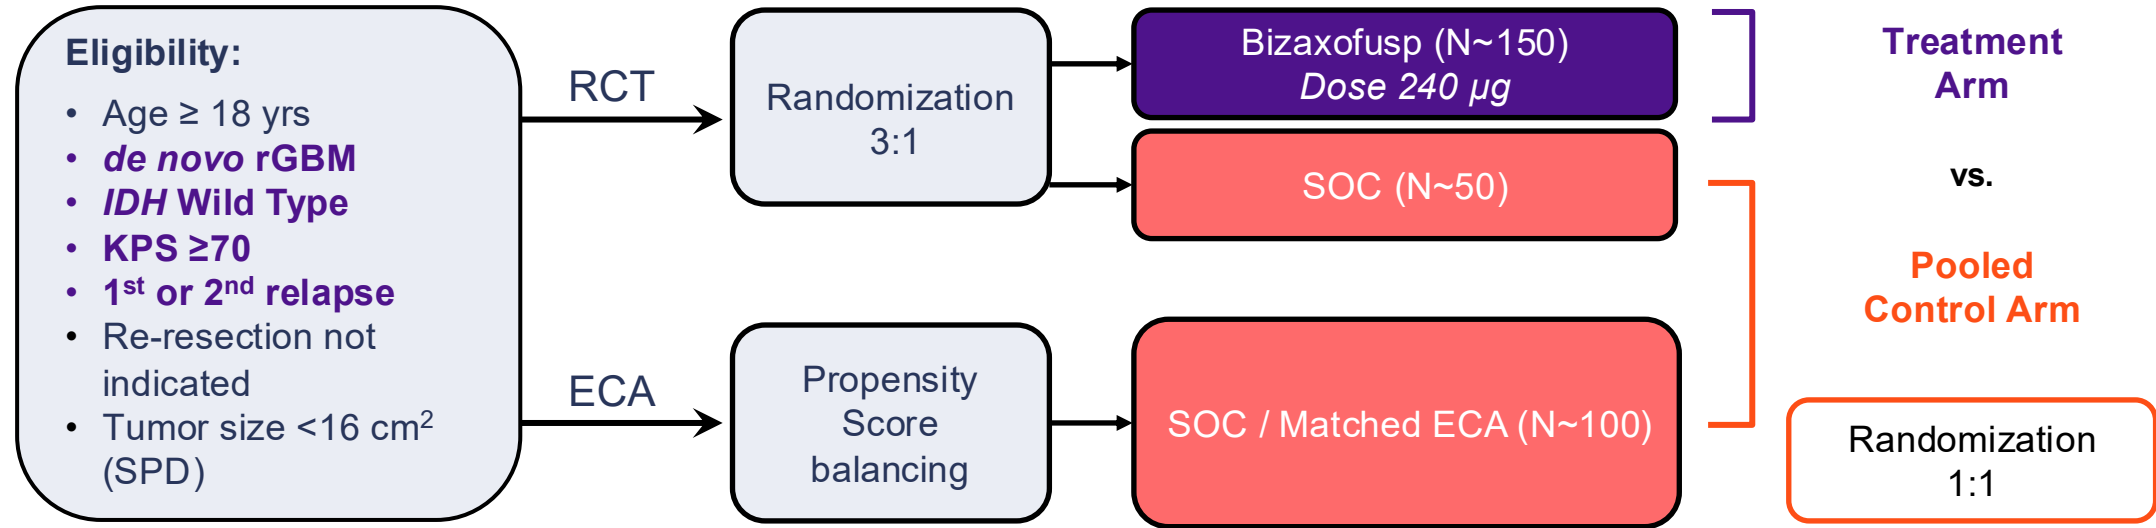 Eligibility:
• Age ≥ 18 yrs
• de novo rGBM
• IDH Wild Type
• KPS ≥70
• 1st or 2nd relapse
• Re-resection not
indicated
• Tumor size <16 cm2
(SPD)
RCT
Randomization
3:1
Bizaxofusp (N~150)
Dose 240 µg
SOC (N~50)
ECA
Propensity
Score
balancing
SOC / Matched ECA (N~100)
Treatment
Arm
vs.
Pooled
Control Arm
Randomization
1:1